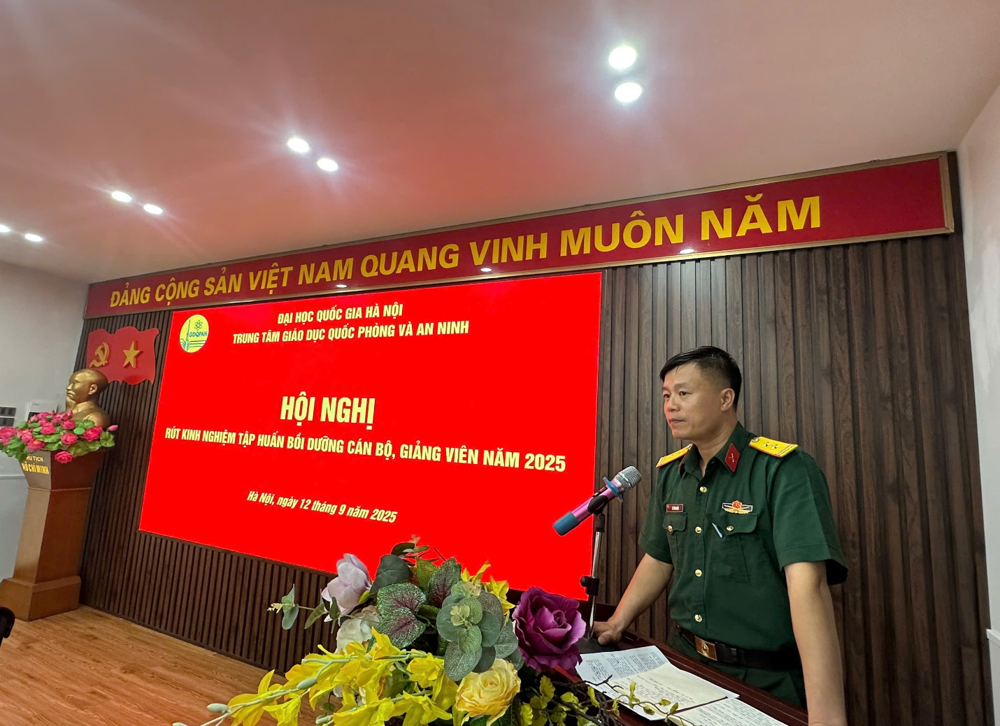 ĐẢNG CỘNG SẢN VIỆT NAM QUANG VINH MUÔN NĂM
ĐẠI HỌC QUỐC GIA HÀ NỘI
TRUNG TÂM GIÁO DỤC QUỐC PHÒNG VÀ AN NINH
GDQPAN
HỘI NGHỊ
RÚT KINH NGHIỆM TẬP HUẤN BỒI DƯỠNG CÁN BỘ, GIẢNG VIÊN NĂM 2025
Hà Nội, ngày 12 tháng 9 năm 2025
CHỦ TỊCH
HỒ CHÍ MINH